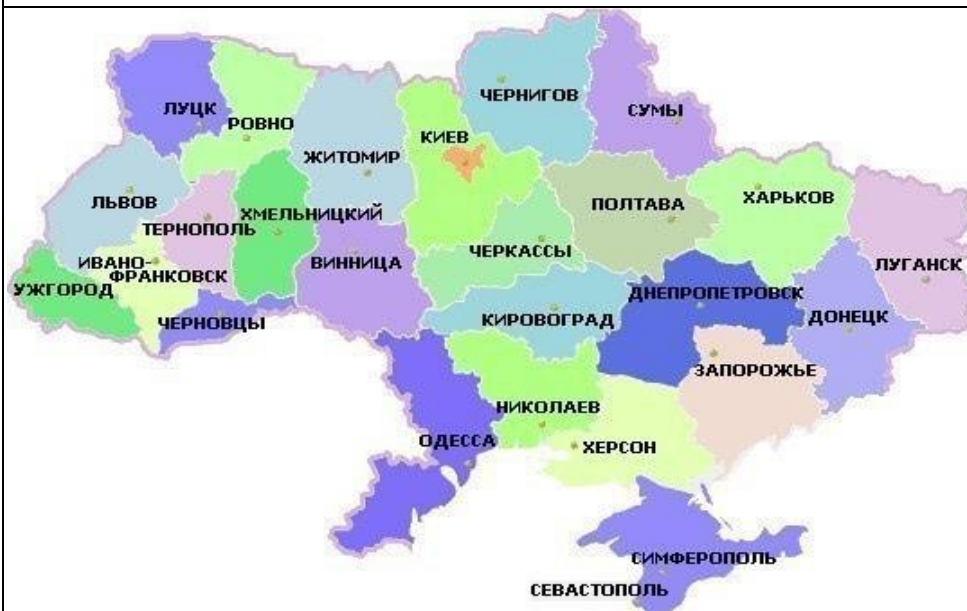 ЧЕРНИГОВ
СУМЫ
ЛУЦК
РОВНО
КИЕВ
ЖИТОМИР
ЛЬВОВ
ТЕРНОПОЛЬ
ХМЕЛЬНИЦКИЙ
ПОЛТАВА
ХАРЬКОВ
ЧЕРКАССЫ
ИВАНО-
ФРАНКОВСК
ВИННИЦА
ЛУГАНСК
УЖГОРОД
ДНЕПРОПЕТРОВСК
ЧЕРНОВЦЫ
КИРОВОГРАД
ДОНЕЦК
ЗАПОРОЖЬЕ
НИКОЛАЕВ
ОДЕССА
ХЕРСОН
СИМФЕРОПОЛЬ
СЕВАСТОПОЛЬ